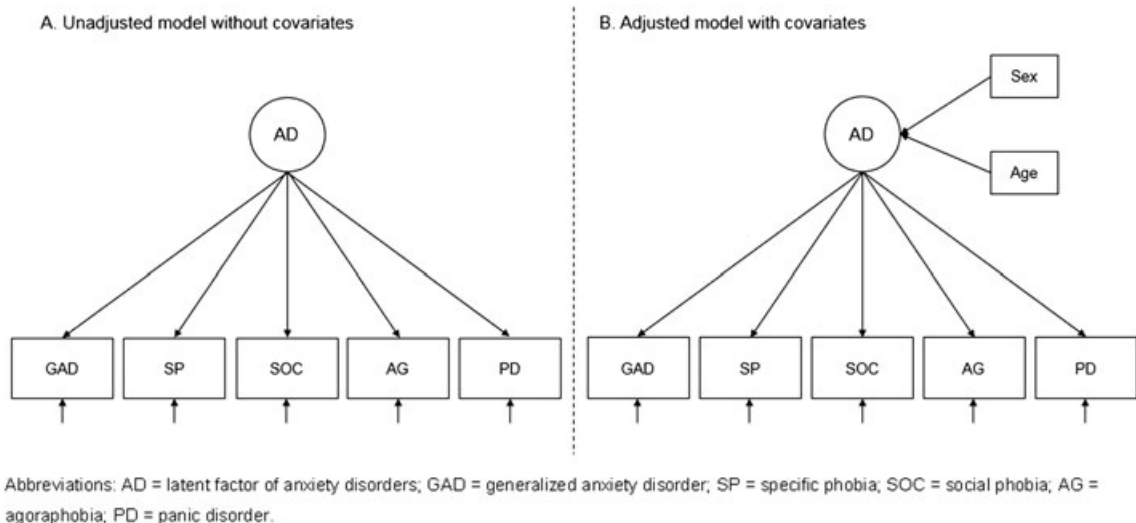 A. Unadjusted model without covariates
AD
GAD
SP
SOC
AG
PD
B. Adjusted model with covariates
Sex
AD
Age
GAD
SP
SOC
AG
PD
Abbreviations: AD = latent factor of anxiety disorders; GAD = generalized anxiety disorder; SP = specific phobia; SOC = social phobia; AG =
agoraphobia; PD = panic disorder.